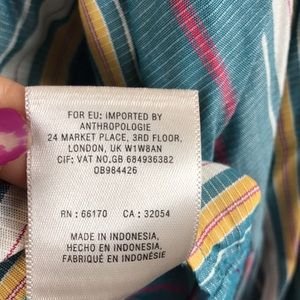 FOR EU: IMPORTED BY
ANTHROPOLOGIE
24 MARKET PLACE, 3RD FLOOR,
LONDON, UK W1W8AN
CIF: VAT NO.GB 684936382
OB984426
RN : 66170 CA : 32054
MADE IN INDONESIA,
HECHO EN INDONESIA,
FABRIQUÉ EN INDONÉSIE